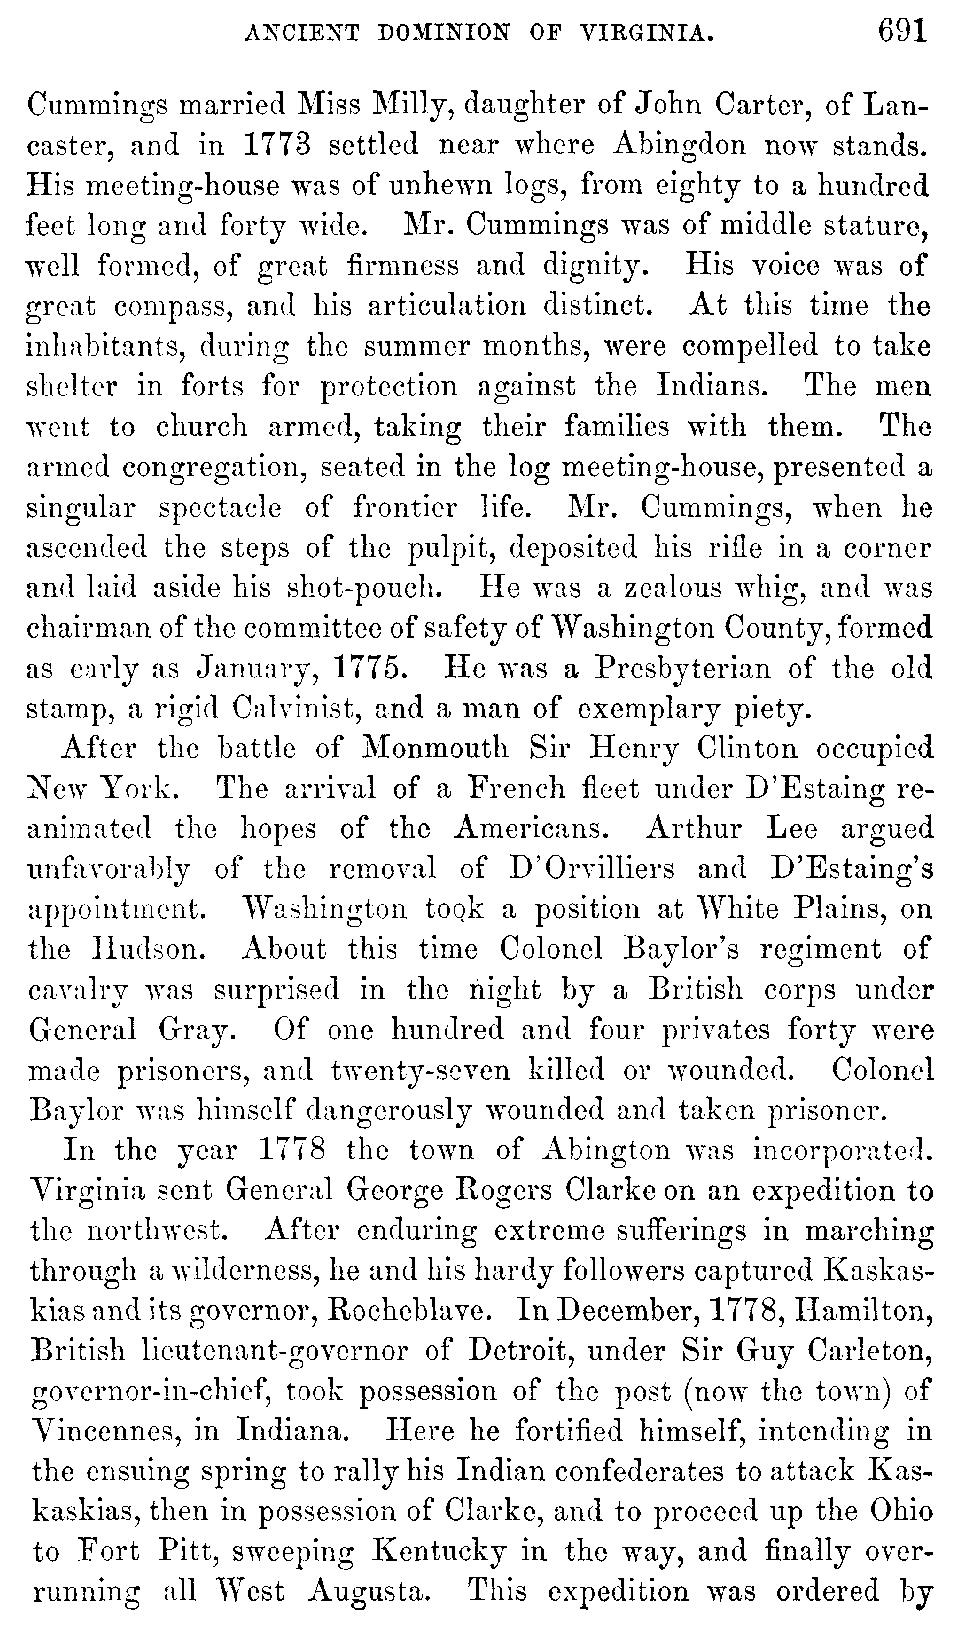 ANCIENT DOMINION OF VIRGINIA. 691
Cummings married Miss Milly, daughter of John Carter, of Lan-
caster, and in 1773 settled near where Abingdon now stands.
His meeting-house was of unhewn logs, from eighty to a hundred
feet long and forty wide. Mr. Cummings was of middle stature,
well formed, of great firmness and dignity. His voice was of
great compass, and his articulation distinct. At this time the
inhabitants, during the summer months, were compelled to take
shelter in forts for protection against the Indians. The men
went to church armed, taking their families with them. The
armed congregation, seated in the log meeting-house, presented a
singular spectacle of frontier life. Mr. Cummings, when he
ascended the steps of the pulpit, deposited his rifle in a corner
and laid aside his shot-pouch. He was a zealous whig, and was
chairman of the committee of safety of Washington County, formed
as early as January, 1775. He was a Presbyterian of the old
stamp, a rigid Calvinist, and a man of exemplary piety.
After the battle of Monmouth Sir Henry Clinton occupied
New York. The arrival of a French fleet under D'Estaing re-
animated the hopes of the Americans. Arthur Lee argued
unfavorably of the removal of D'Orvilliers and D'Estaing's
appointment. Washington took a position at White Plains, on
the Hudson. About this time Colonel Baylor's regiment of
cavalry was surprised in the night by a British corps under
General Gray. Of one hundred and four privates forty were
made prisoners, and twenty-seven killed or wounded. Colonel
Baylor was himself dangerously wounded and taken prisoner.
In the year 1778 the town of Abington was incorporated.
Virginia sent General George Rogers Clarke on an expedition to
the northwest. After enduring extreme sufferings in marching
through a wilderness, he and his hardy followers captured Kaskas-
kias and its governor, Rocheblave. In December, 1778, Hamilton,
British lieutenant-governor of Detroit, under Sir Guy Carleton,
governor-in-chief, took possession of the post (now the town) of
Vincennes, in Indiana. Here he fortified himself, intending in
the ensuing spring to rally his Indian confederates to attack Kas-
kaskias, then in possession of Clarke, and to proceed up the Ohio
to Fort Pitt, sweeping Kentucky in the way, and finally over-
running all West Augusta. This expedition was ordered by